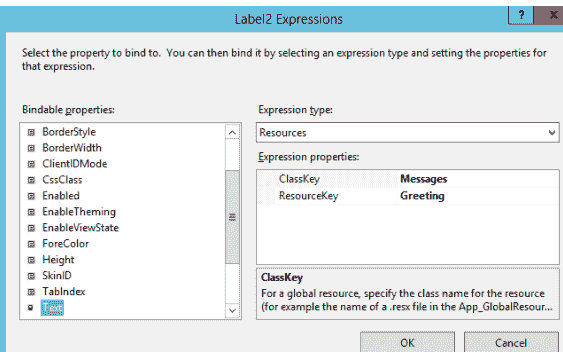 Label2 Expressions
?
x
Select the property to bind to.  You can then bind it by selecting an expression type and setting the properties for
that expression.
Bindable properties:
BorderStyle
BorderWidth
ClientIDMode
CssClass
Enabled
EnableTheming
EnableViewState
ForeColor
Height
SkinID
TabIndex
Text
Expression type:
Resources
Expression properties:
ClassKey Messages
ResourceKey Greeting
ClassKey
For a global resource, specify the class name for the resource
(for example the name of a .resx file in the App_GlobalResour...
OK
Cancel